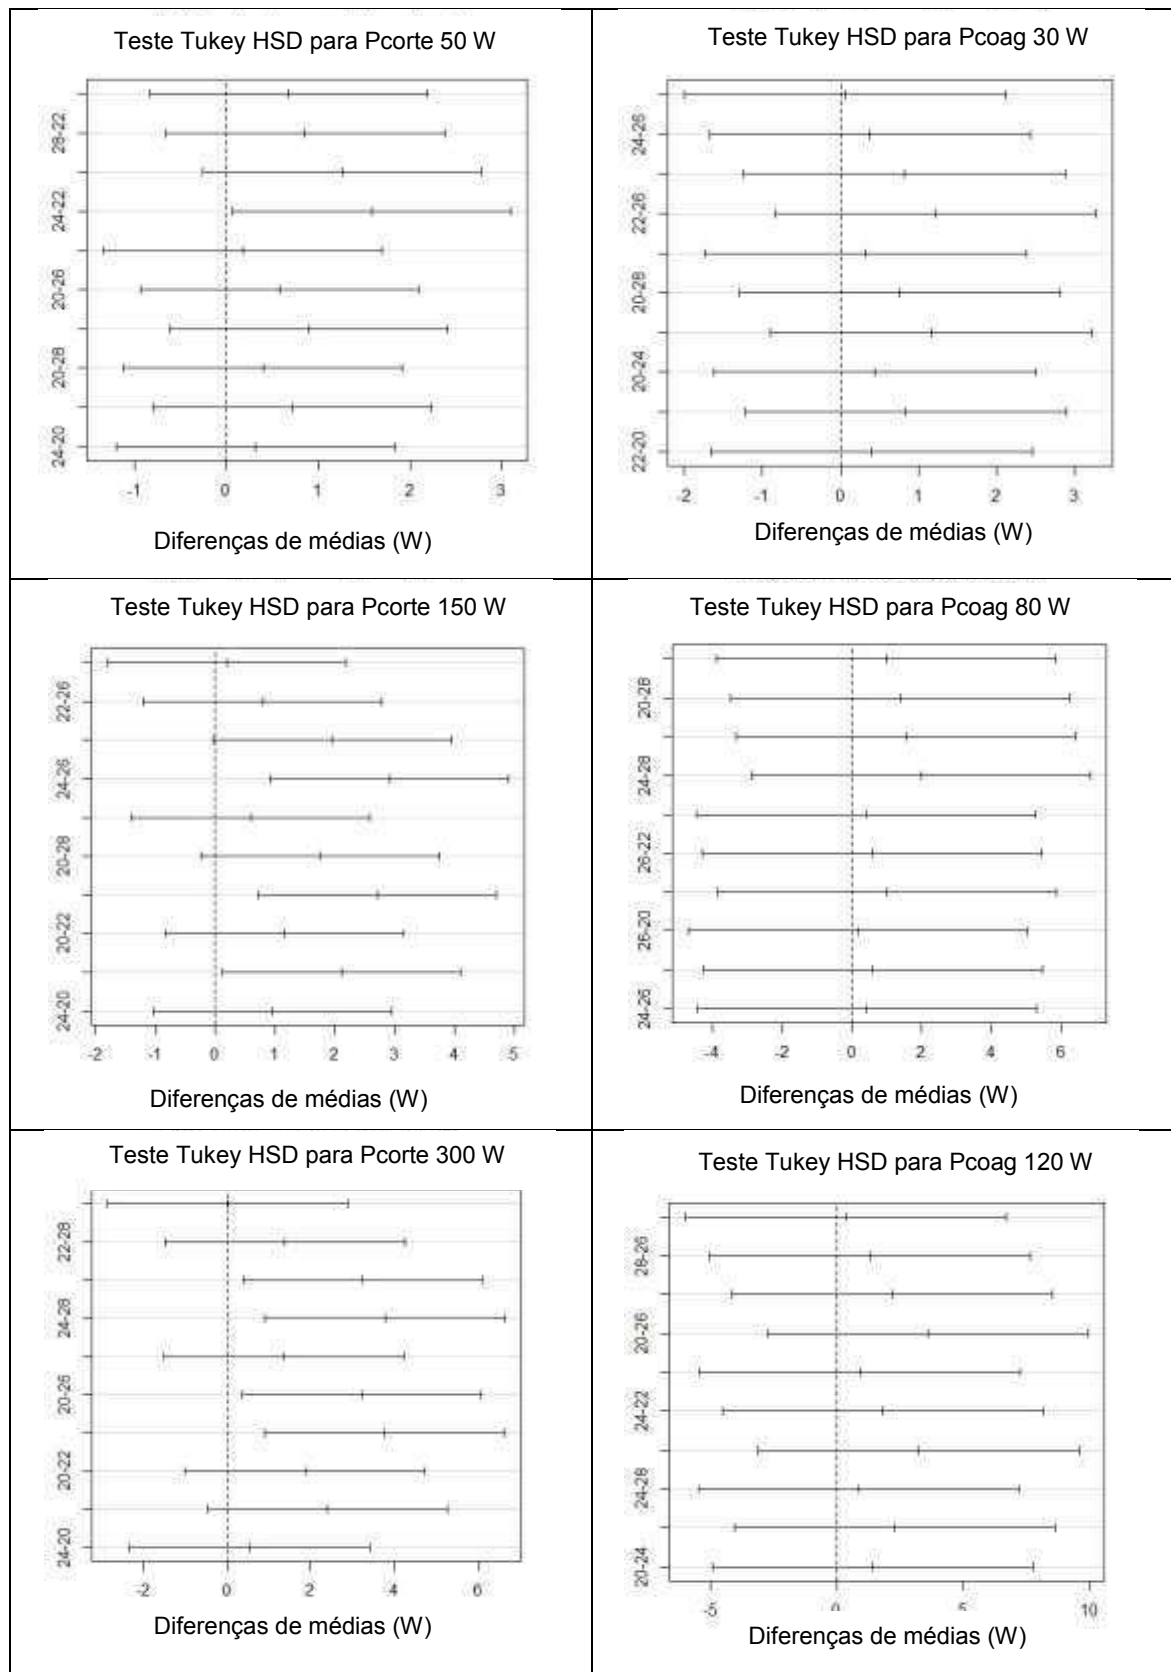 Teste Tukey HSD para Pcorte 50 W
28-22
24-22
20-26
20-28
24-20
-1 0 1 2 3
Diferenças de médias (W)
Teste Tukey HSD para Pcoag 30 W
24-26
22-26
20-28
20-24
22-20
-2 -1 0 1 2 3
Diferenças de médias (W)
Teste Tukey HSD para Pcorte 150 W
22-26
24-26
20-28
20-22
24-20
-2 -1 0 1 2 3 4 5
Diferenças de médias (W)
Teste Tukey HSD para Pcoag 80 W
20-28
24-28
26-22
26-20
24-26
-4 -2 0 2 4 6
Diferenças de médias (W)
Teste Tukey HSD para Pcorte 300 W
22-28
24-28
20-26
20-22
24-20
-2 0 2 4 6
Diferenças de médias (W)
Teste Tukey HSD para Pcoag 120 W
28-26
20-26
24-22
24-28
20-24
-5 0 5 10
Diferenças de médias (W)